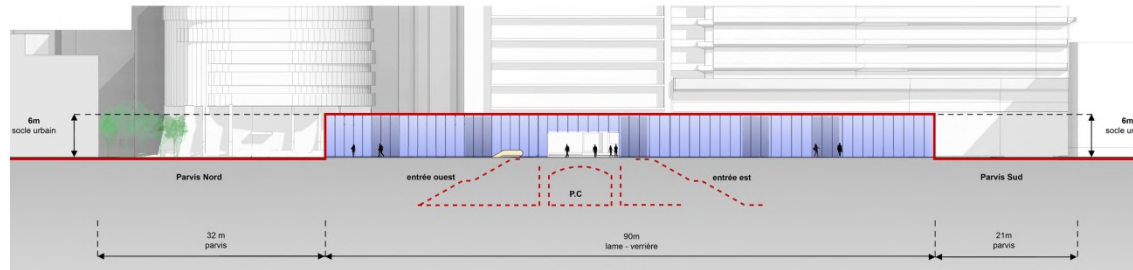 6m
socle urbain
6m
socle ur
Parvis Nord
entrée ouest
P.C
entrée est
Parvis Sud
32 m
parvis
90m
lame - verrière
21m
parvis